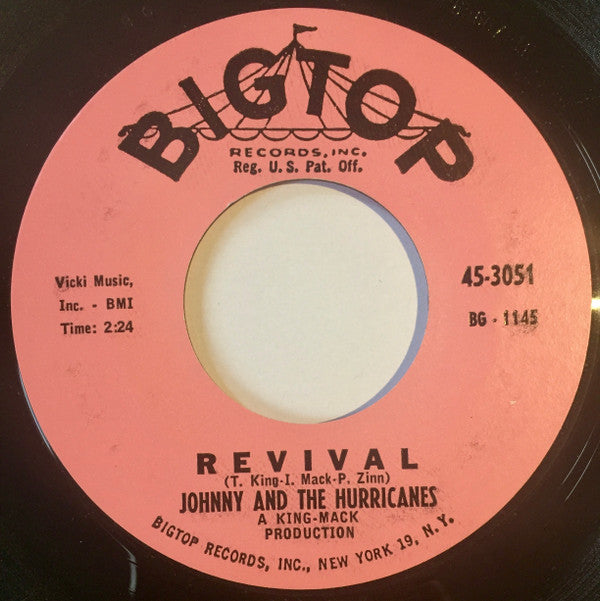 BIGTOP
RECORDS, INC.
Reg. U. S. Pat. Off.
Vicki Music,
Inc. - BMI
Time: 2:24
45-3051
BG - 1145
REVIVAL
(T. King-I. Mack-P. Zinn)
JOHNNY AND THE HURRICANES
A KING-MACK
PRODUCTION
BIGTOP RECORDS, INC., NEW YORK 19, N. Y.